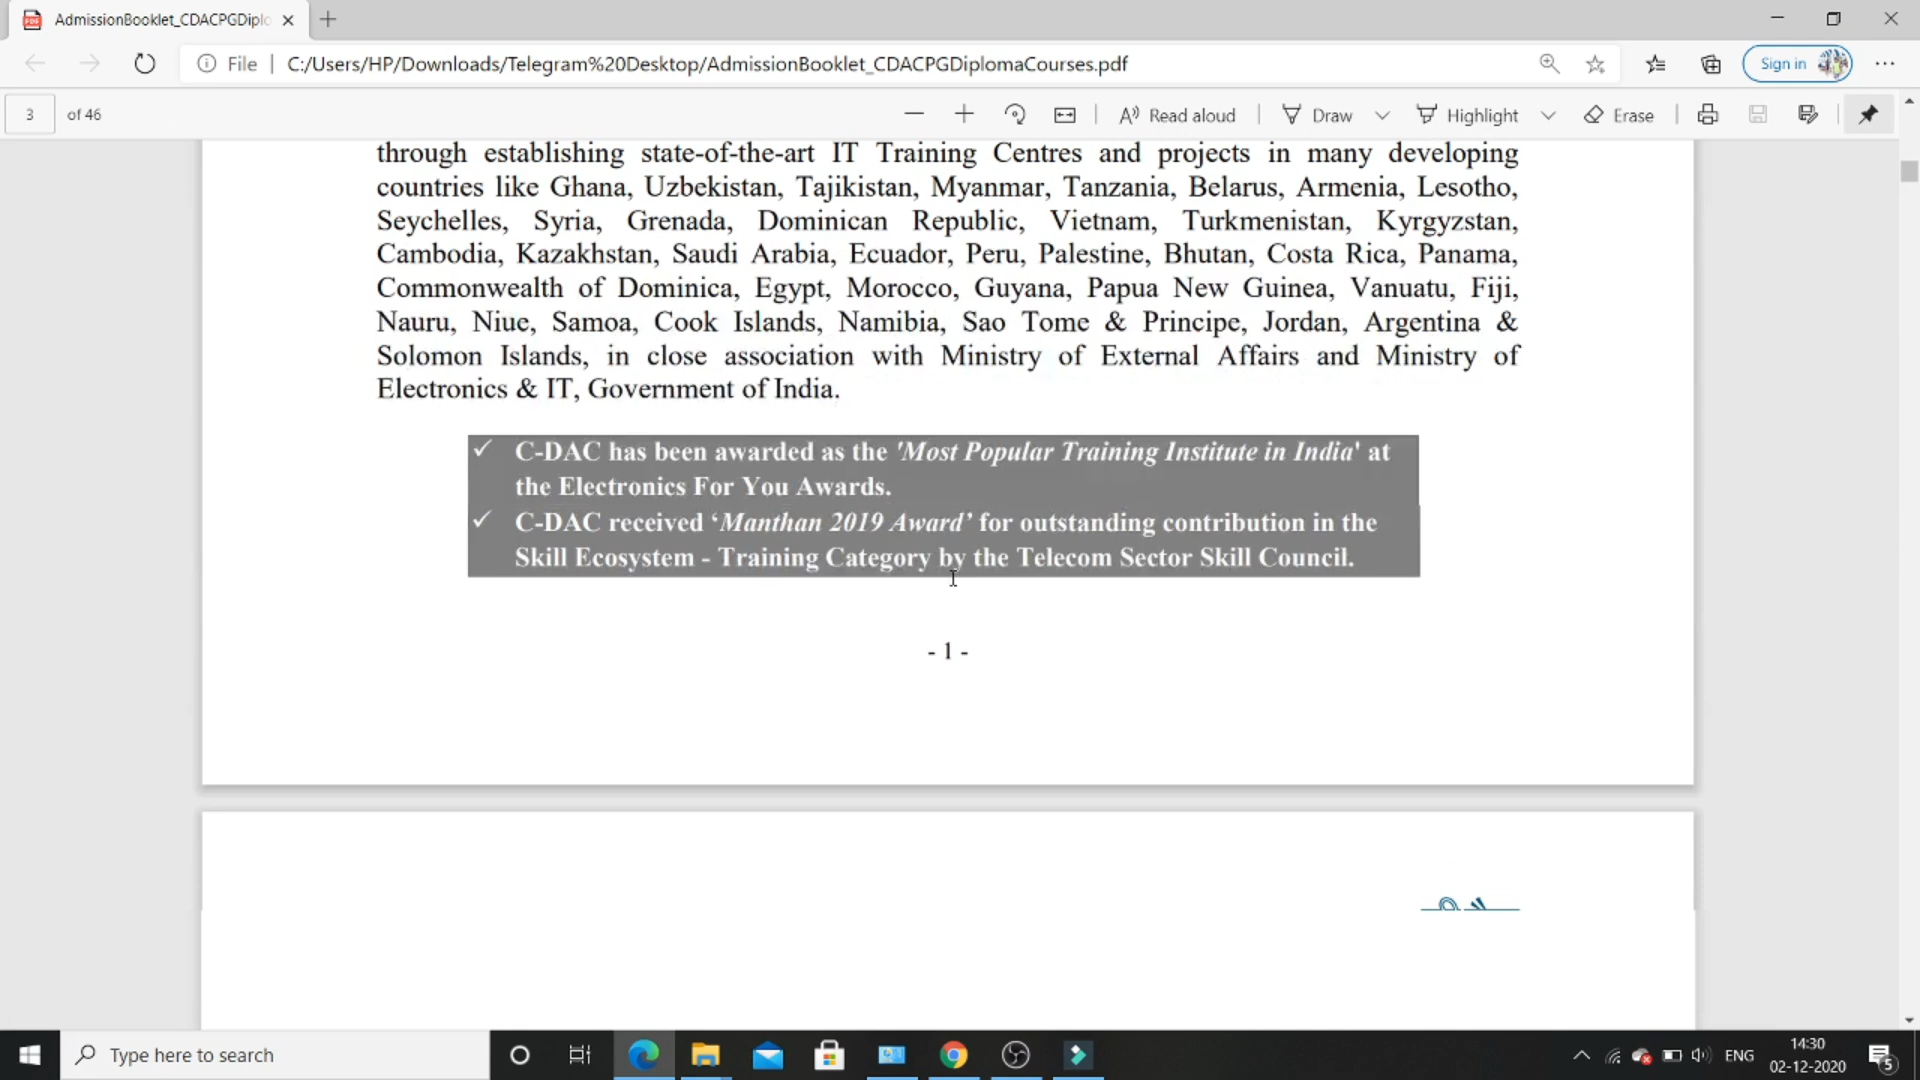 AdmissionBooklet_CDACPGDiplo
File
C:/Users/HP/Downloads/Telegram%20Desktop/AdmissionBooklet_CDACPGDiplomaCourses.pdf
Sign in
3 of 46
Read aloud
Draw
Highlight
Erase
through establishing state-of-the-art IT Training Centres and projects in many developing
countries like Ghana, Uzbekistan, Tajikistan, Myanmar, Tanzania, Belarus, Armenia, Lesotho,
Seychelles, Syria, Grenada, Dominican Republic, Vietnam, Turkmenistan, Kyrgyzstan,
Cambodia, Kazakhstan, Saudi Arabia, Ecuador, Peru, Palestine, Bhutan, Costa Rica, Panama,
Commonwealth of Dominica, Egypt, Morocco, Guyana, Papua New Guinea, Vanuatu, Fiji,
Nauru, Niue, Samoa, Cook Islands, Namibia, Sao Tome & Principe, Jordan, Argentina &
Solomon Islands, in close association with Ministry of External Affairs and Ministry of
Electronics & IT, Government of India.
✓ C-DAC has been awarded as the 'Most Popular Training Institute in India' at
the Electronics For You Awards.
✓ C-DAC received ‘Manthan 2019 Award’ for outstanding contribution in the
Skill Ecosystem - Training Category by the Telecom Sector Skill Council.
- 1 -
Type here to search
ENG
14:30
02-12-2020
5